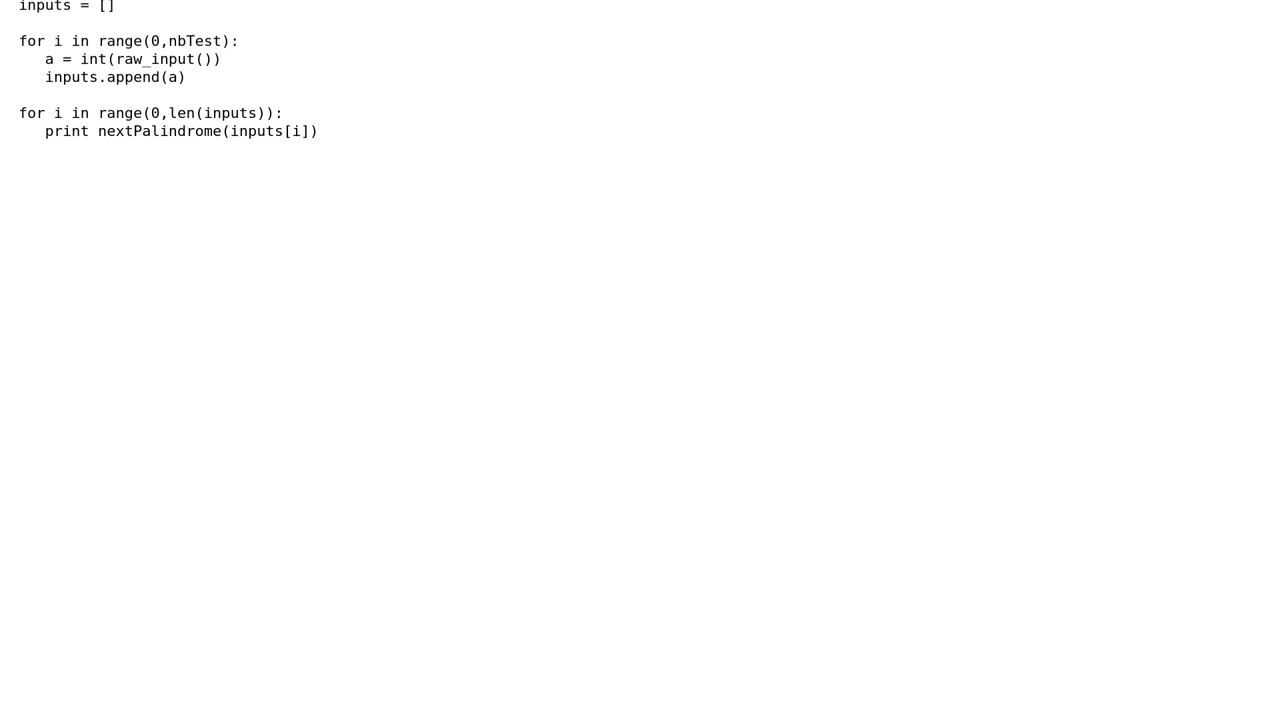 inputs = []
for i in range(0,nbTest):
   a = int(raw_input())
   inputs.append(a)
for i in range(0,len(inputs)):
   print nextPalindrome(inputs[i])